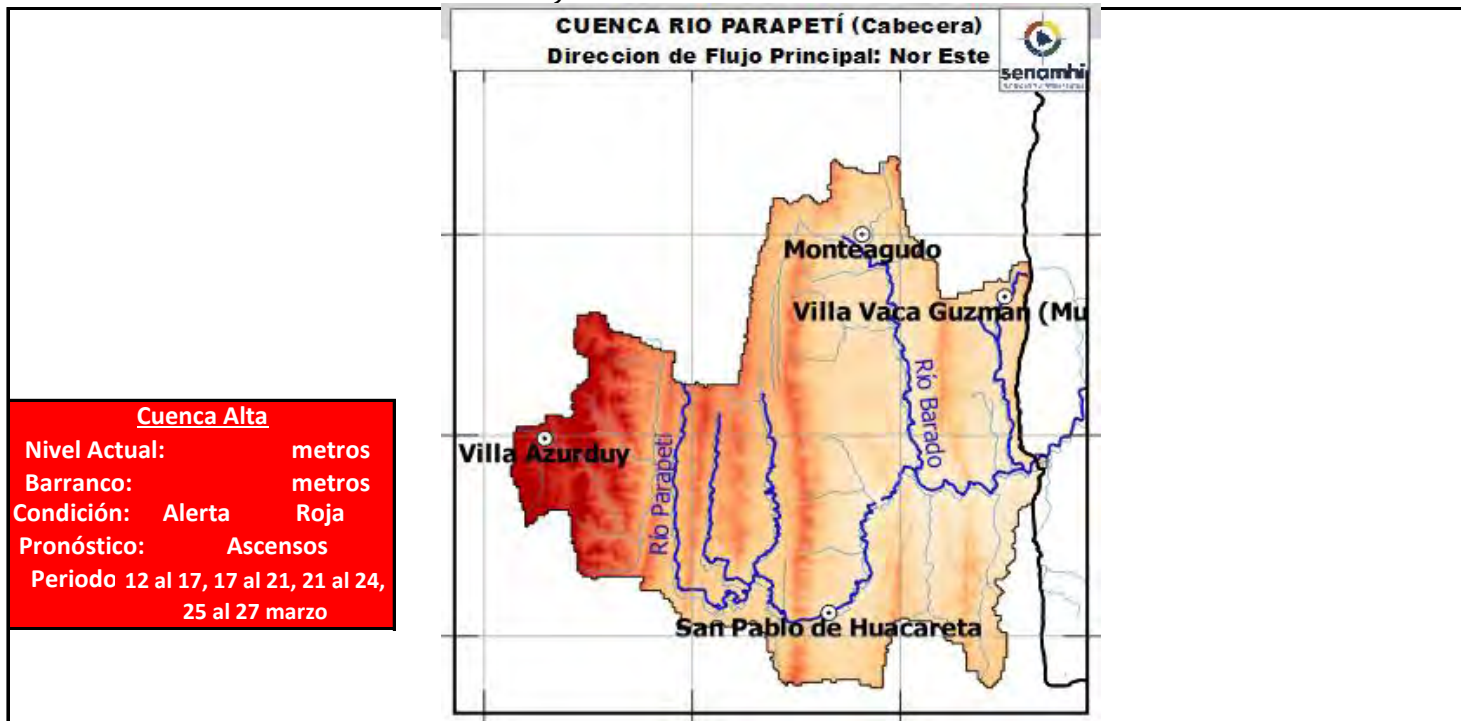 CUENCA RIO PARAPETÍ (Cabecera)
Direccion de Flujo Principal: Nor Este
senamhi
Monteagudo
Villa Vaca Guzmán (Mu
Río Barado
Villa Azurduy
Río Parapetí
San Pablo de Huacareta
Cuenca Alta
Nivel Actual: metros
Barranco: metros
Condición: Alerta Roja
Pronóstico: Ascensos
Periodo 12 al 17, 17 al 21, 21 al 24,
25 al 27 marzo